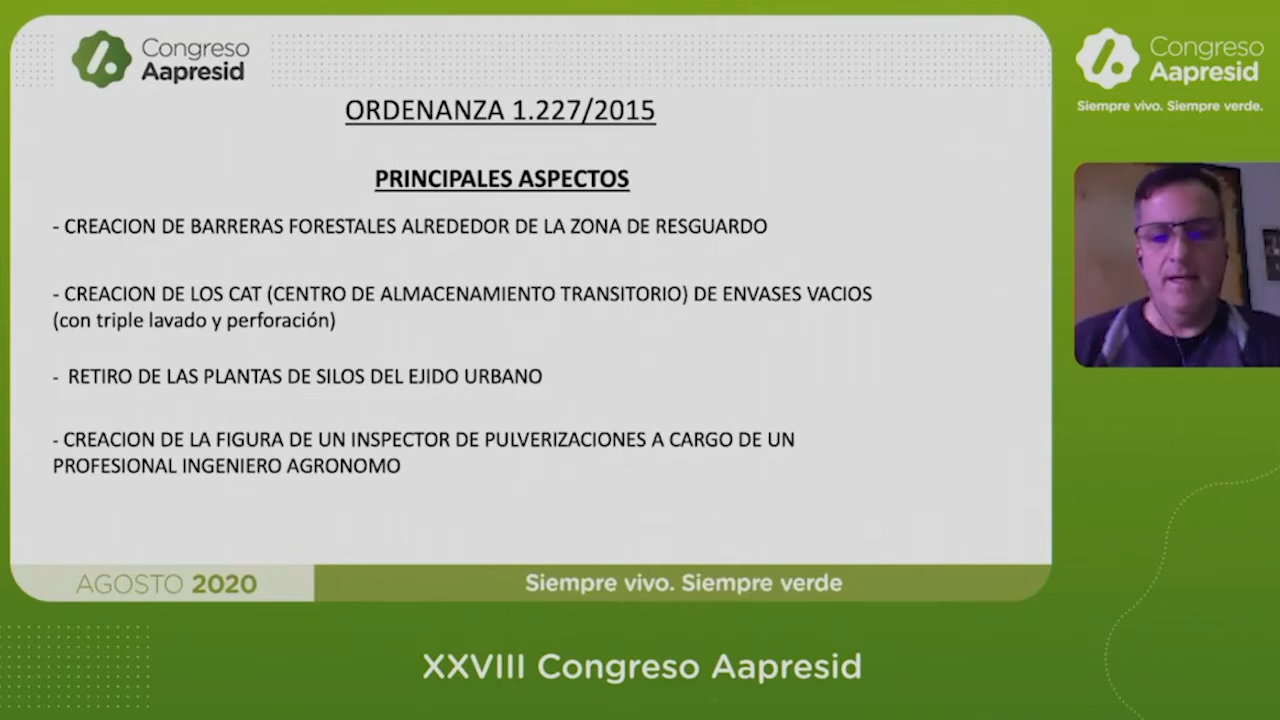 Congreso
Aapresid
ORDENANZA 1.227/2015
PRINCIPALES ASPECTOS
- CREACION DE BARRERAS FORESTALES ALREDEDOR DE LA ZONA DE RESGUARDO
- CREACION DE LOS CAT (CENTRO DE ALMACENAMIENTO TRANSITORIO) DE ENVASES VACIOS
(con triple lavado y perforación)
- RETIRO DE LAS PLANTAS DE SILOS DEL EJIDO URBANO
- CREACION DE LA FIGURA DE UN INSPECTOR DE PULVERIZACIONES A CARGO DE UN
PROFESIONAL INGENIERO AGRONOMO
AGOSTO 2020
Siempre vivo. Siempre verde
Congreso
Aapresid
Siempre vivo. Siempre verde.
XXVIII Congreso Aapresid